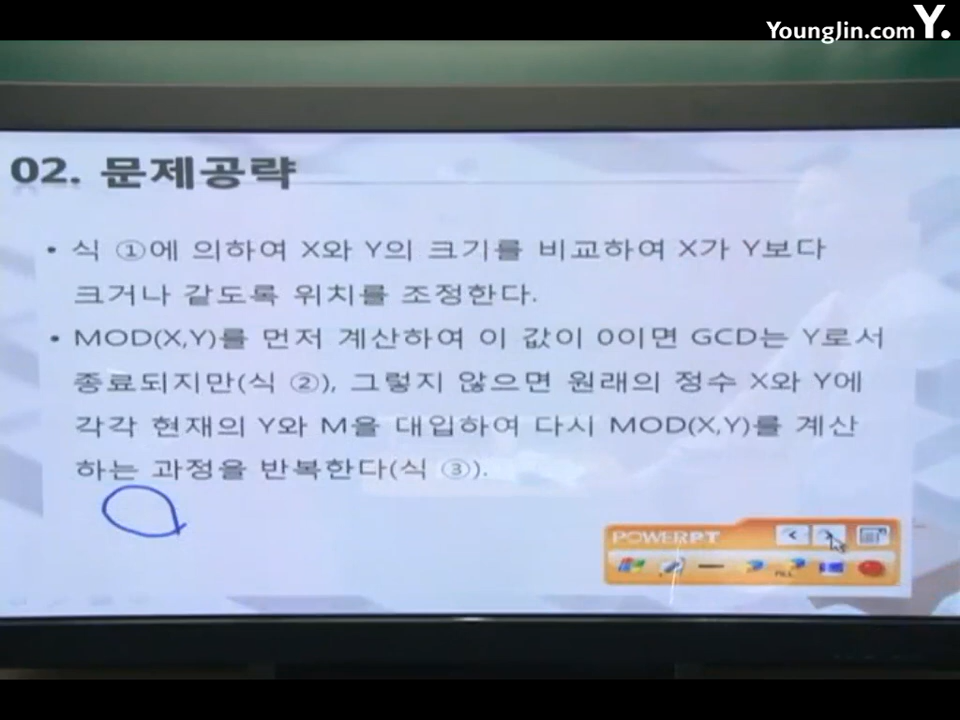 YoungJin.com Y.
02. 문제공략
• 식 ①에 의하여 X와 Y의 크기를 비교하여 X가 Y보다
크거나 같도록 위치를 조정한다.
• MOD(X,Y)를 먼저 계산하여 이 값이 0이면 GCD는 Y로서
종료되지만(식 ②), 그렇지 않으면 원래의 정수 X와 Y에
각각 현재의 Y와 M을 대입하여 다시 MOD(X,Y)를 계산
하는 과정을 반복한다(식 ③).
POWERPT
ALL